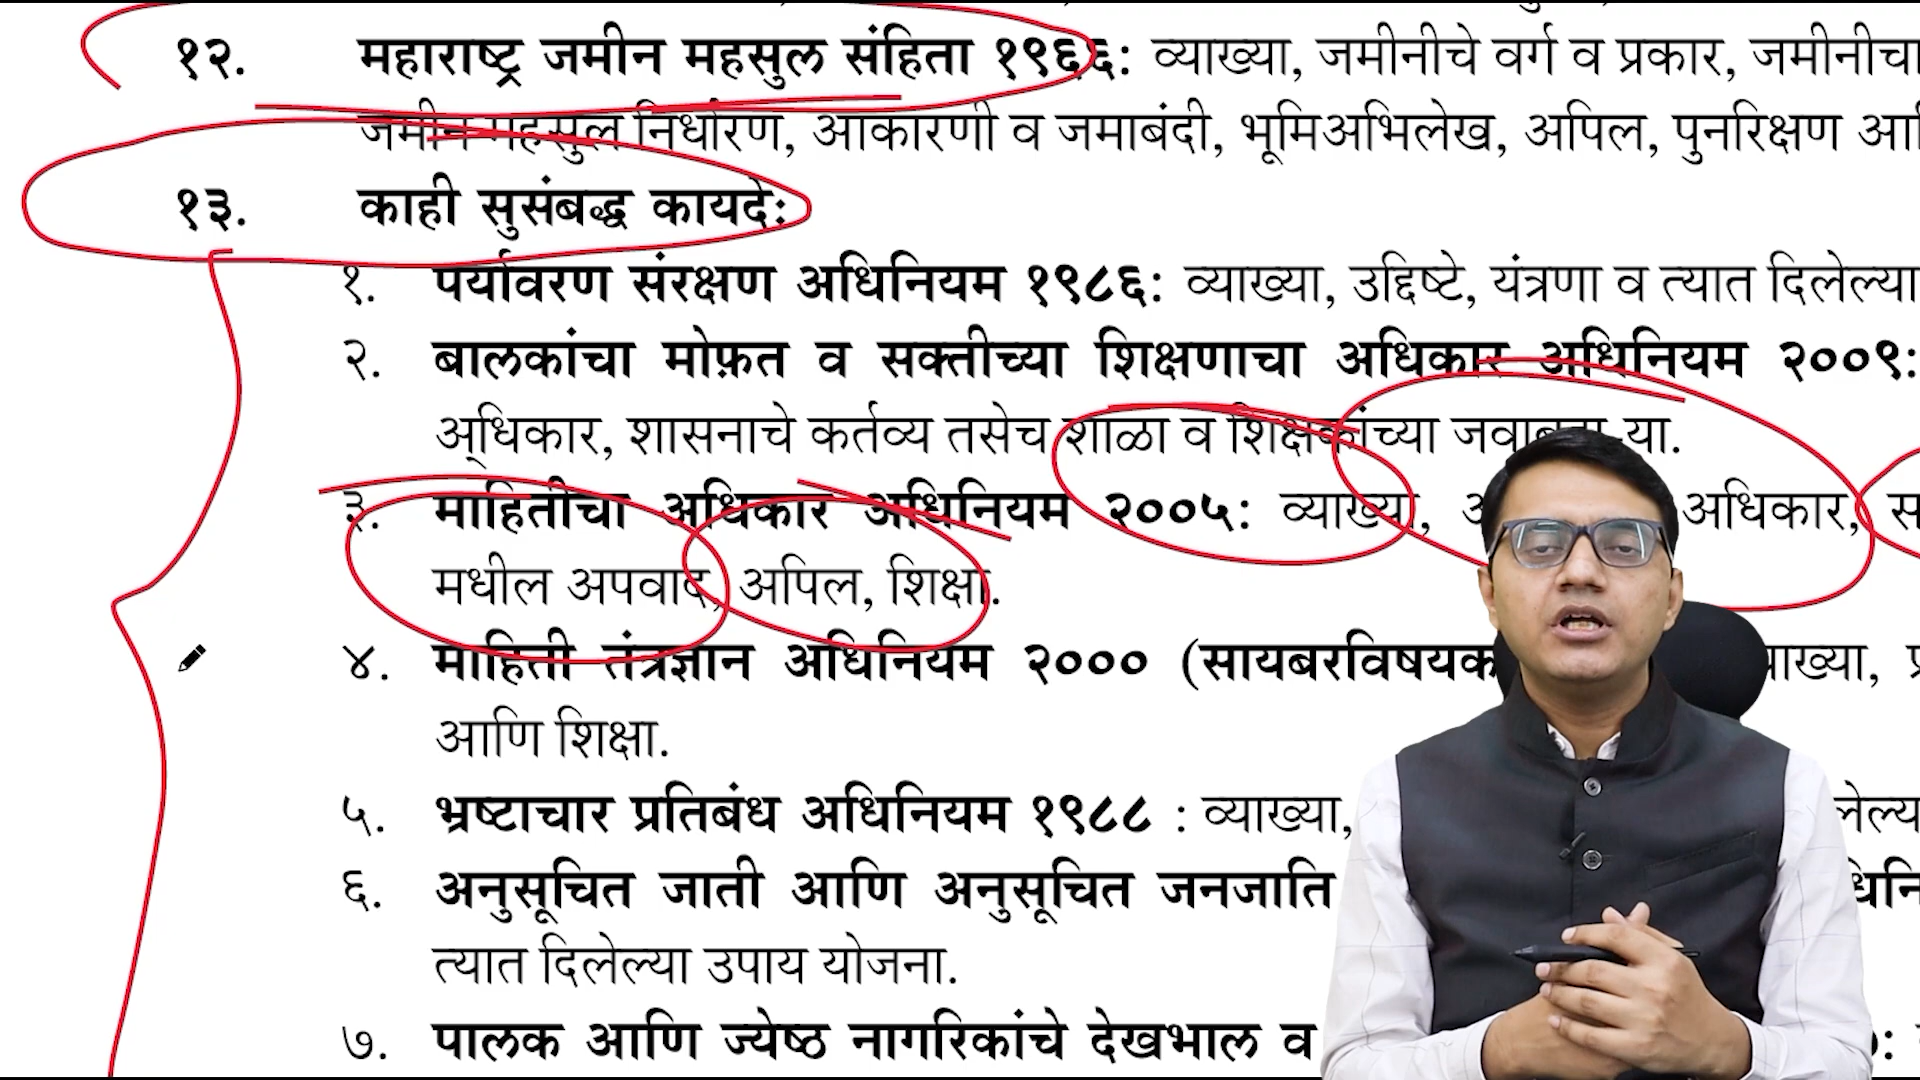 १२. महाराष्ट्र जमीन महसुल संहिता १९६६: व्याख्या, जमीनीचे वर्ग व प्रकार, जमीनीचा
जमीन महसुल निर्धारण, आकारणी व जमाबंदी, भूमिअभिलेख, अपिल, पुनरिक्षण
१३. काही सुसंबद्ध कायदे:
१. पर्यावरण संरक्षण अधिनियम १९८६: व्याख्या, उद्दिष्टे, यंत्रणा व त्यात दिलेल्या
२. बालकांचा मोफ़त व सक्तीच्या शिक्षणाचा अधिकार अधिनियम २००९:
अधिकार, शासनाचे कर्तव्य तसेच शाळा व शिक्षकांच्या
३. माहितीचा अधिकार अधिनियम २००५: व्याख्या, अधिकार,
मधील अपवाद, अपिल, शिक्षा.
४. माहिती तंत्रज्ञान अधिनियम २००० (सायबरविषयक
आणि शिक्षा.
५. भ्रष्टाचार प्रतिबंध अधिनियम १९८८ : व्याख्या,
६. अनुसूचित जाती आणि अनुसूचित जनजाति
त्यात दिलेल्या उपाय योजना.
७. पालक आणि ज्येष्ठ नागरिकांचे देखभाल व